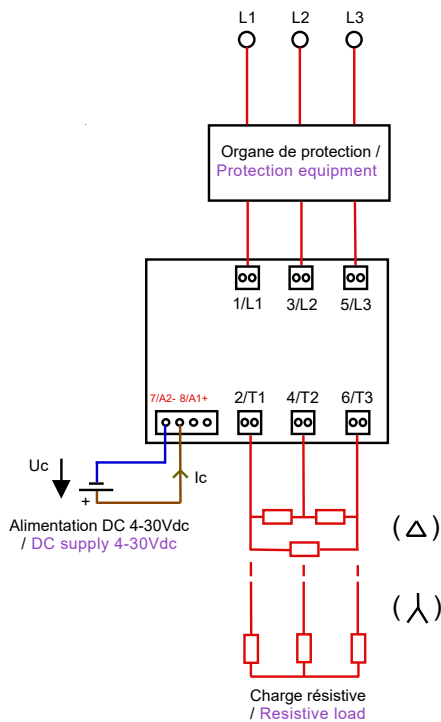 L1 L2 L3
Organe de protection /
Protection equipment
1/L1 3/L2 5/L3
7/A2- 8/A1+ 2/T1 4/T2 6/T3
Uc
Ic
+
Alimentation DC 4-30Vdc
/ DC supply 4-30Vdc
(△)
(⅄)
Charge résistive
/ Resistive load